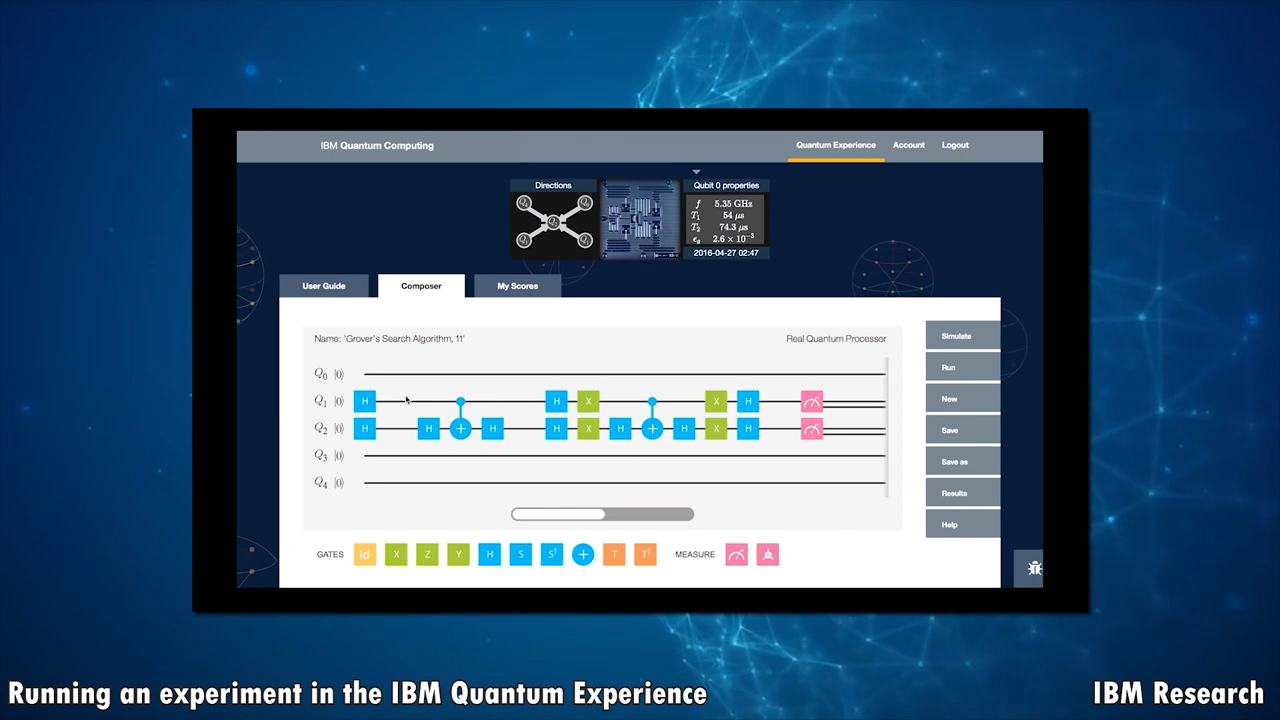 IBM Quantum Computing
Quantum Experience Account Logout
Directions
Qubit 0 properties
f 5.35 GHz
T₁ 54 μs
T₂ 74.3 μs
ϵg 2.6 × 10⁻³
2016-04-27 02:47
User Guide Composer My Scores
Name: 'Grover's Search Algorithm, 11'
Real Quantum Processor
Q₀ |0⟩
Q₁ |0⟩ H H X X H
Q₂ |0⟩ H H + H H X H + H X H
Q₃ |0⟩
Q₄ |0⟩
Simulate
Run
New
Save
Save as
Results
Help
GATES Id X Z Y H S S† + T T† MEASURE
Running an experiment in the IBM Quantum Experience
IBM Research